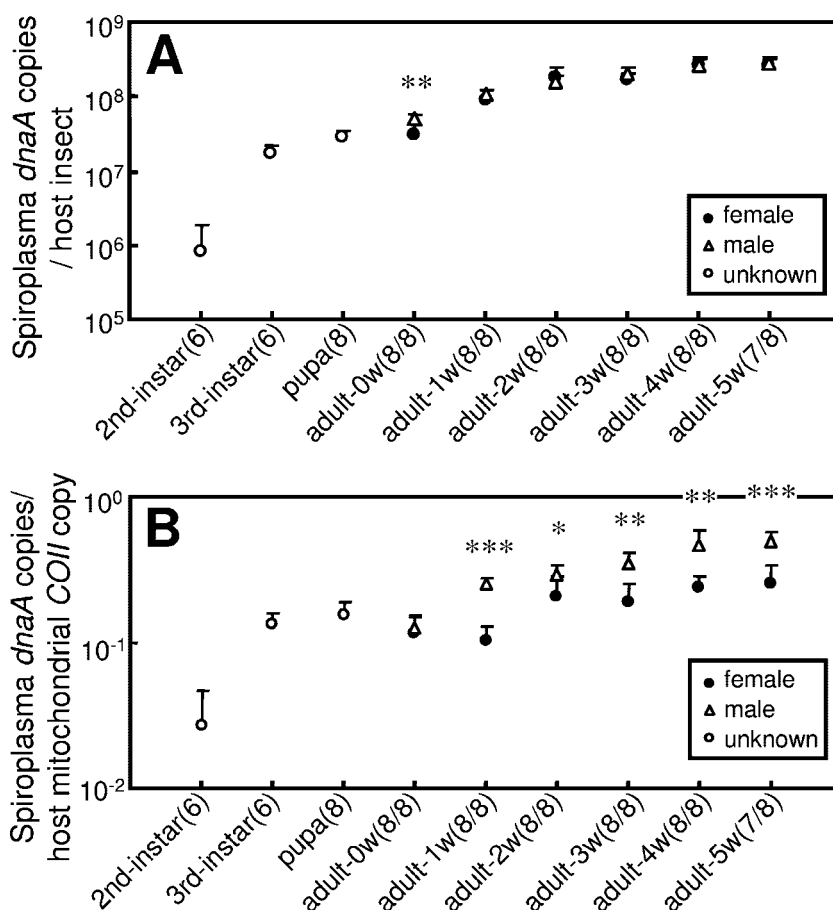 A
Spiroplasma dnaA copies
/ host insect
10⁹
10⁸
10⁷
10⁶
10⁵
**
female
male
unknown
2nd-instar(6)
3rd-instar(6)
pupa(8)
adult-0w(8/8)
adult-1w(8/8)
adult-2w(8/8)
adult-3w(8/8)
adult-4w(8/8)
adult-5w(7/8)
B
Spiroplasma dnaA copies/
host mitochondrial COII copy
10⁰
10⁻¹
10⁻²
***
*
**
**
***
female
male
unknown
2nd-instar(6)
3rd-instar(6)
pupa(8)
adult-0w(8/8)
adult-1w(8/8)
adult-2w(8/8)
adult-3w(8/8)
adult-4w(8/8)
adult-5w(7/8)